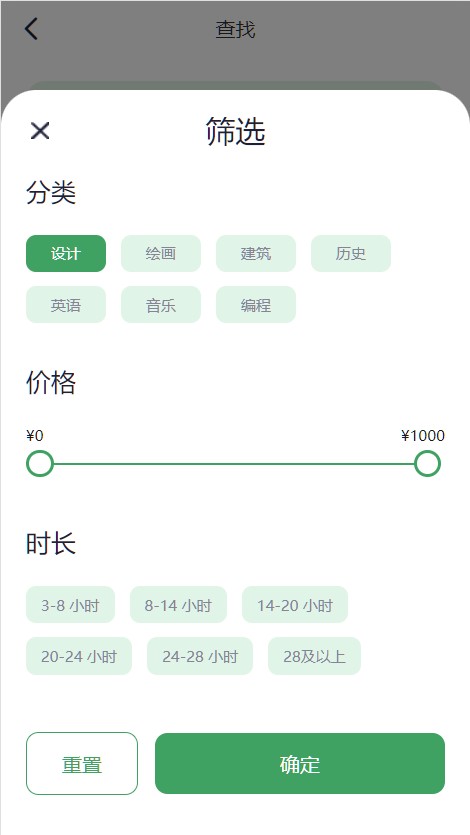 查找
筛选
分类
设计 绘画 建筑 历史
英语 音乐 编程
价格
¥0 ¥1000
时长
3-8 小时 8-14 小时 14-20 小时
20-24 小时 24-28 小时 28及以上
重置 确定